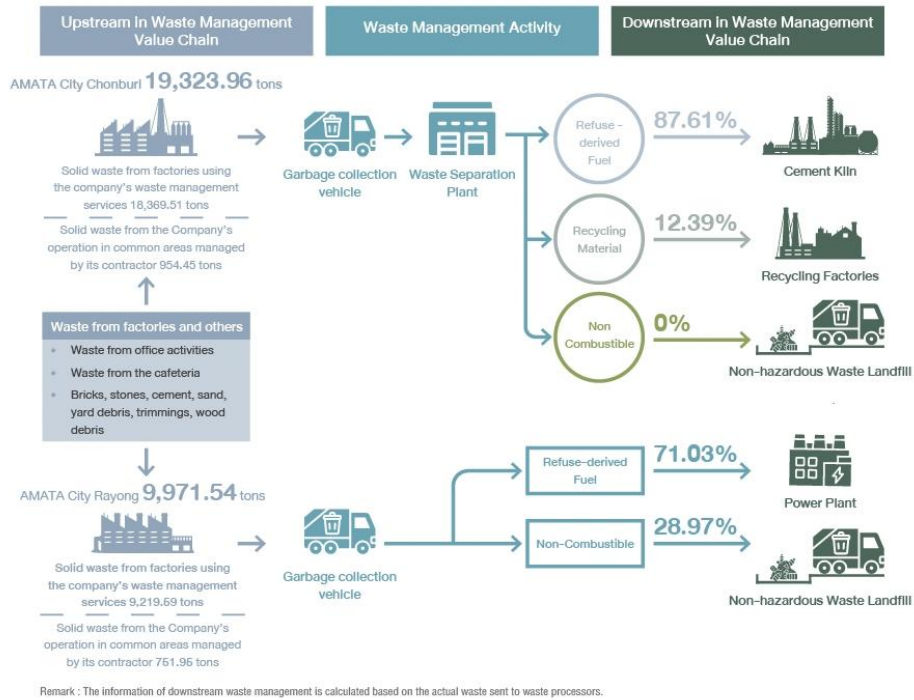 Upstream in Waste Management
Value Chain
Waste Management Activity
Downstream in Waste Management
Value Chain
AMATA City Chonburi 19,323.96 tons
Solid waste from factories using
the company's waste management
services 18,369.51 tons
Solid waste from the Company's
operation in common areas managed
by its contractor 954.45 tons
Garbage collection
vehicle
Waste Separation
Plant
Refuse -
derived
Fuel
87.61%
Cement Kiln
Recycling
Material
12.39%
Recycling Factories
Non
Combustible
0%
Non-hazardous Waste Landfill
Waste from factories and others
• Waste from office activities
• Waste from the cafeteria
• Bricks, stones, cement, sand,
yard debris, trimmings, wood
debris
AMATA City Rayong 9,971.54 tons
Solid waste from factories using
the company's waste management
services 9,219.59 tons
Solid waste from the Company's
operation in common areas managed
by its contractor 751.95 tons
Garbage collection
vehicle
Refuse-derived
Fuel
71.03%
Power Plant
Non-Combustible
28.97%
Non-hazardous Waste Landfill
Remark : The information of downstream waste management is calculated based on the actual waste sent to waste processors.